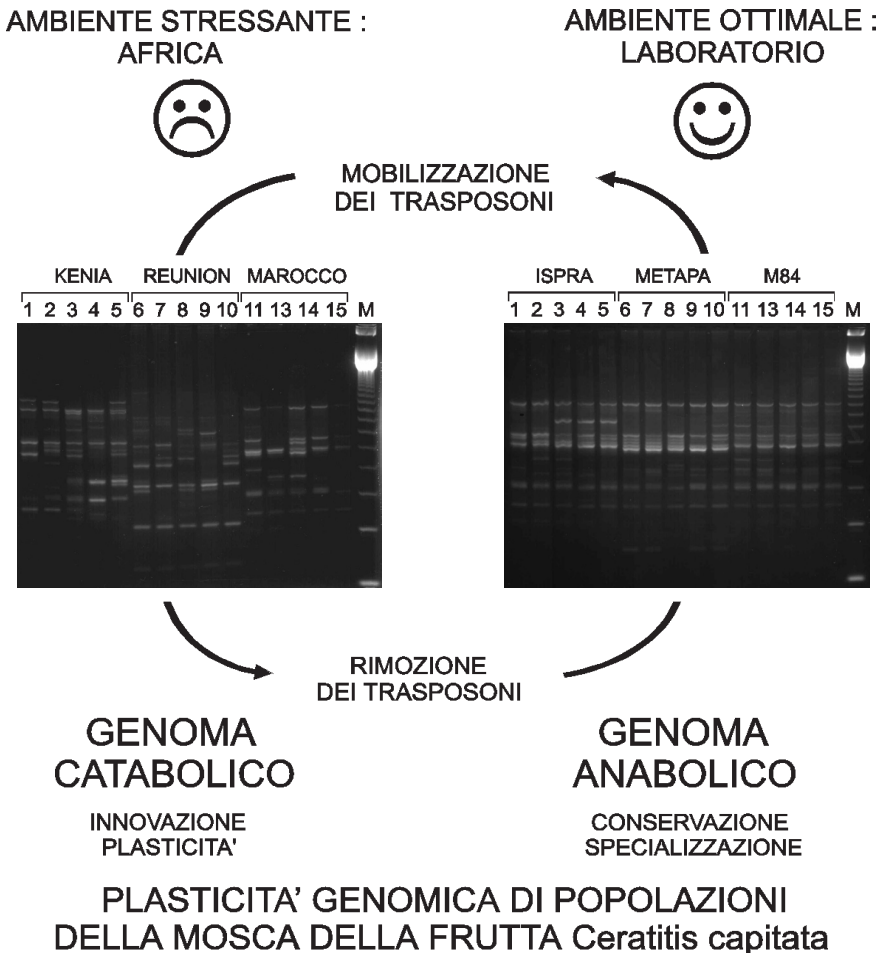 AMBIENTE STRESSANTE :
AFRICA
AMBIENTE OTTIMALE :
LABORATORIO
MOBILIZZAZIONE
DEI TRASPOSONI
KENIA REUNION MAROCCO
1 2 3 4 5 6 7 8 9 10 11 13 14 15 M
ISPRA METAPA M84
1 2 3 4 5 6 7 8 9 10 11 13 14 15 M
RIMOZIONE
DEI TRASPOSONI
GENOMA
CATABOLICO
INNOVAZIONE
PLASTICITA'
GENOMA
ANABOLICO
CONSERVAZIONE
SPECIALIZZAZIONE
PLASTICITA' GENOMICA DI POPOLAZIONI
DELLA MOSCA DELLA FRUTTA Ceratitis capitata